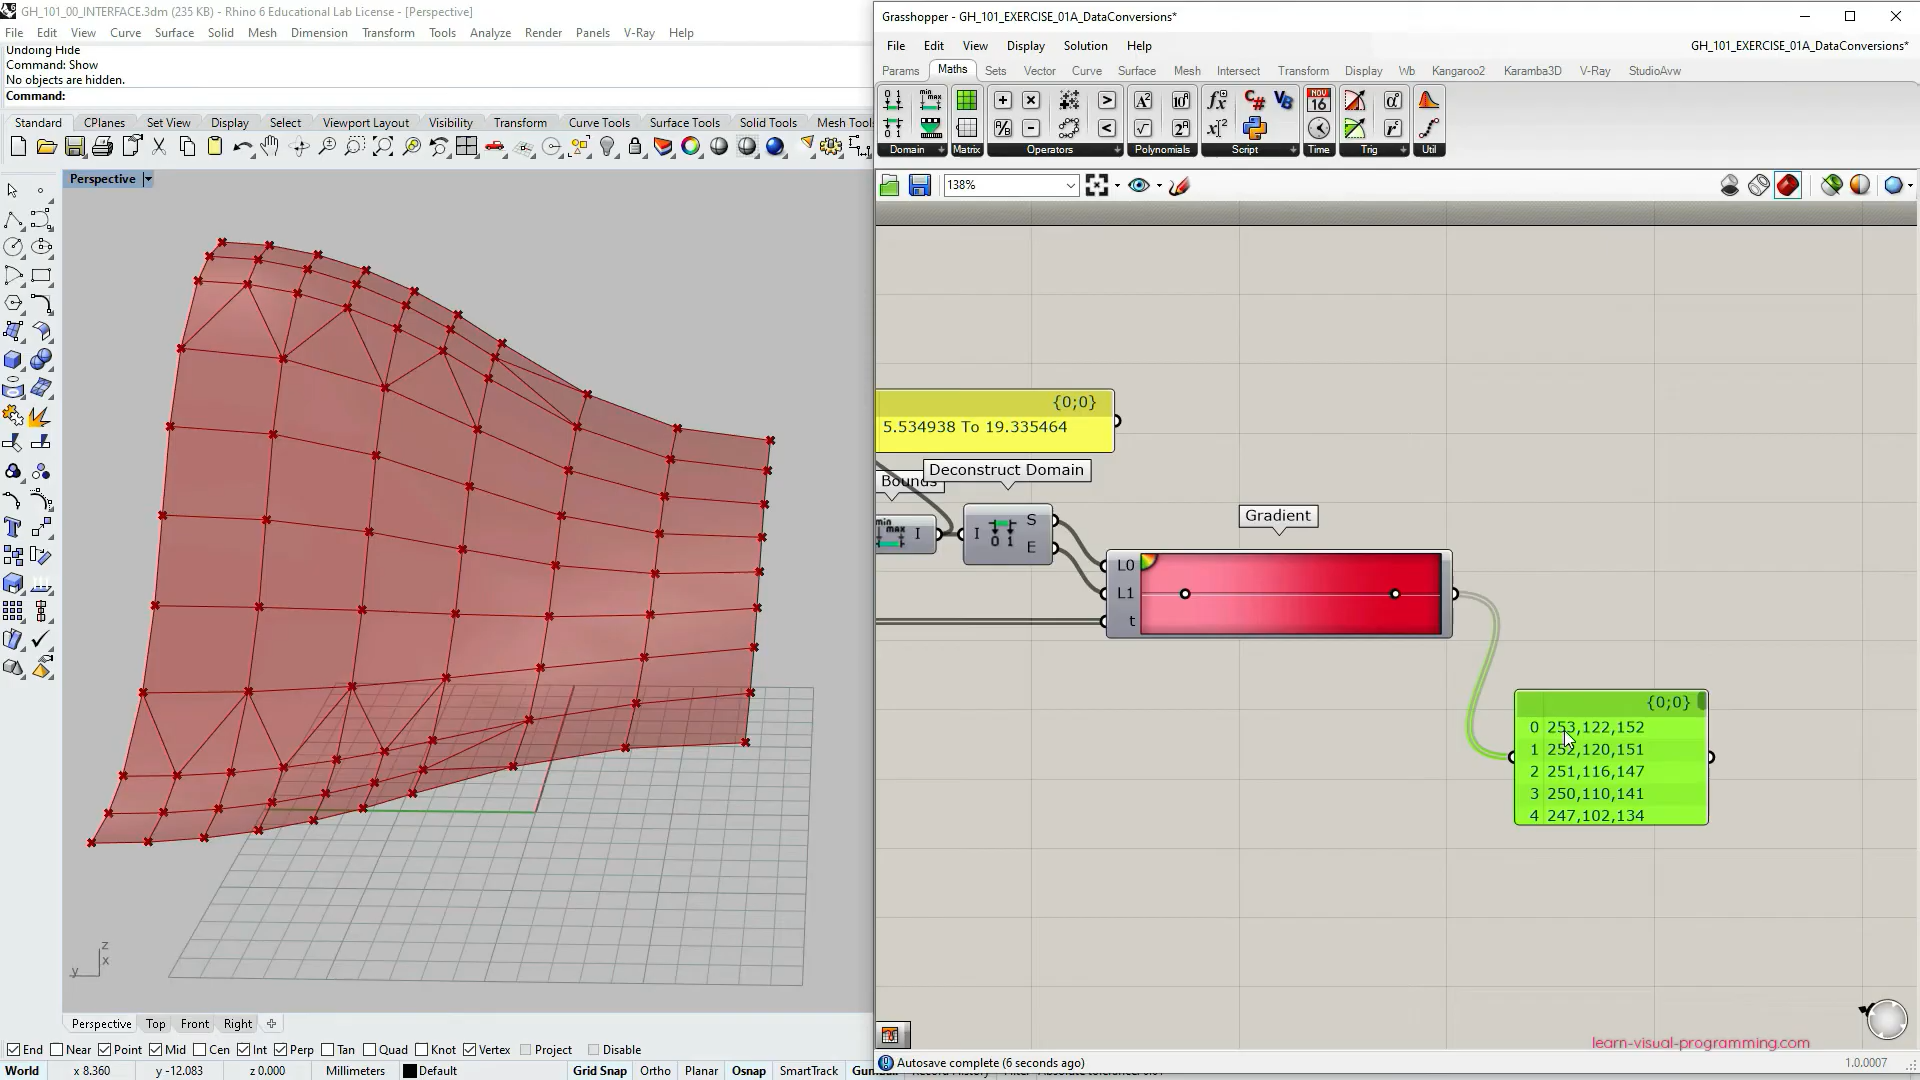 GH_101_00_INTERFACE.3dm (235 KB) - Rhino 6 Educational Lab License - [Perspective]
File Edit View Curve Surface Solid Mesh Dimension Transform Tools Analyze Render Panels V-Ray Help
Undoing Hide
Command: Show
No objects are hidden.
Command:
Standard CPlanes Set View Display Select Viewport Layout Visibility Transform Curve Tools Surface Tools Solid Tools Mesh Tools
Perspective
z
x
y
Perspective Top Front Right
End Near Point Mid Cen Int Perp Tan Quad Knot Vertex Project Disable
World x 8.360 y -12.083 z 0.000 Millimeters Default Grid Snap Ortho Planar Osnap SmartTrack
Grasshopper - GH_101_EXERCISE_01A_DataConversions*
File Edit View Display Solution Help
GH_101_EXERCISE_01A_DataConversions*
Params Maths Sets Vector Curve Surface Mesh Intersect Transform Display Wb Kangaroo2 Karamba3D V-Ray StudioAvw
Domain Matrix Operators Polynomials Script Time Trig Util
138%
{0;0}
5.534938 To 19.335464
Bounds
Deconstruct Domain
min max I
I 0 1 S E
Gradient
L0
L1
t
{0;0}
0 253,122,152
1 252,120,151
2 251,116,147
3 250,110,141
4 247,102,134
learn-visual-programming.com
Autosave complete (6 seconds ago)
1.0.0007